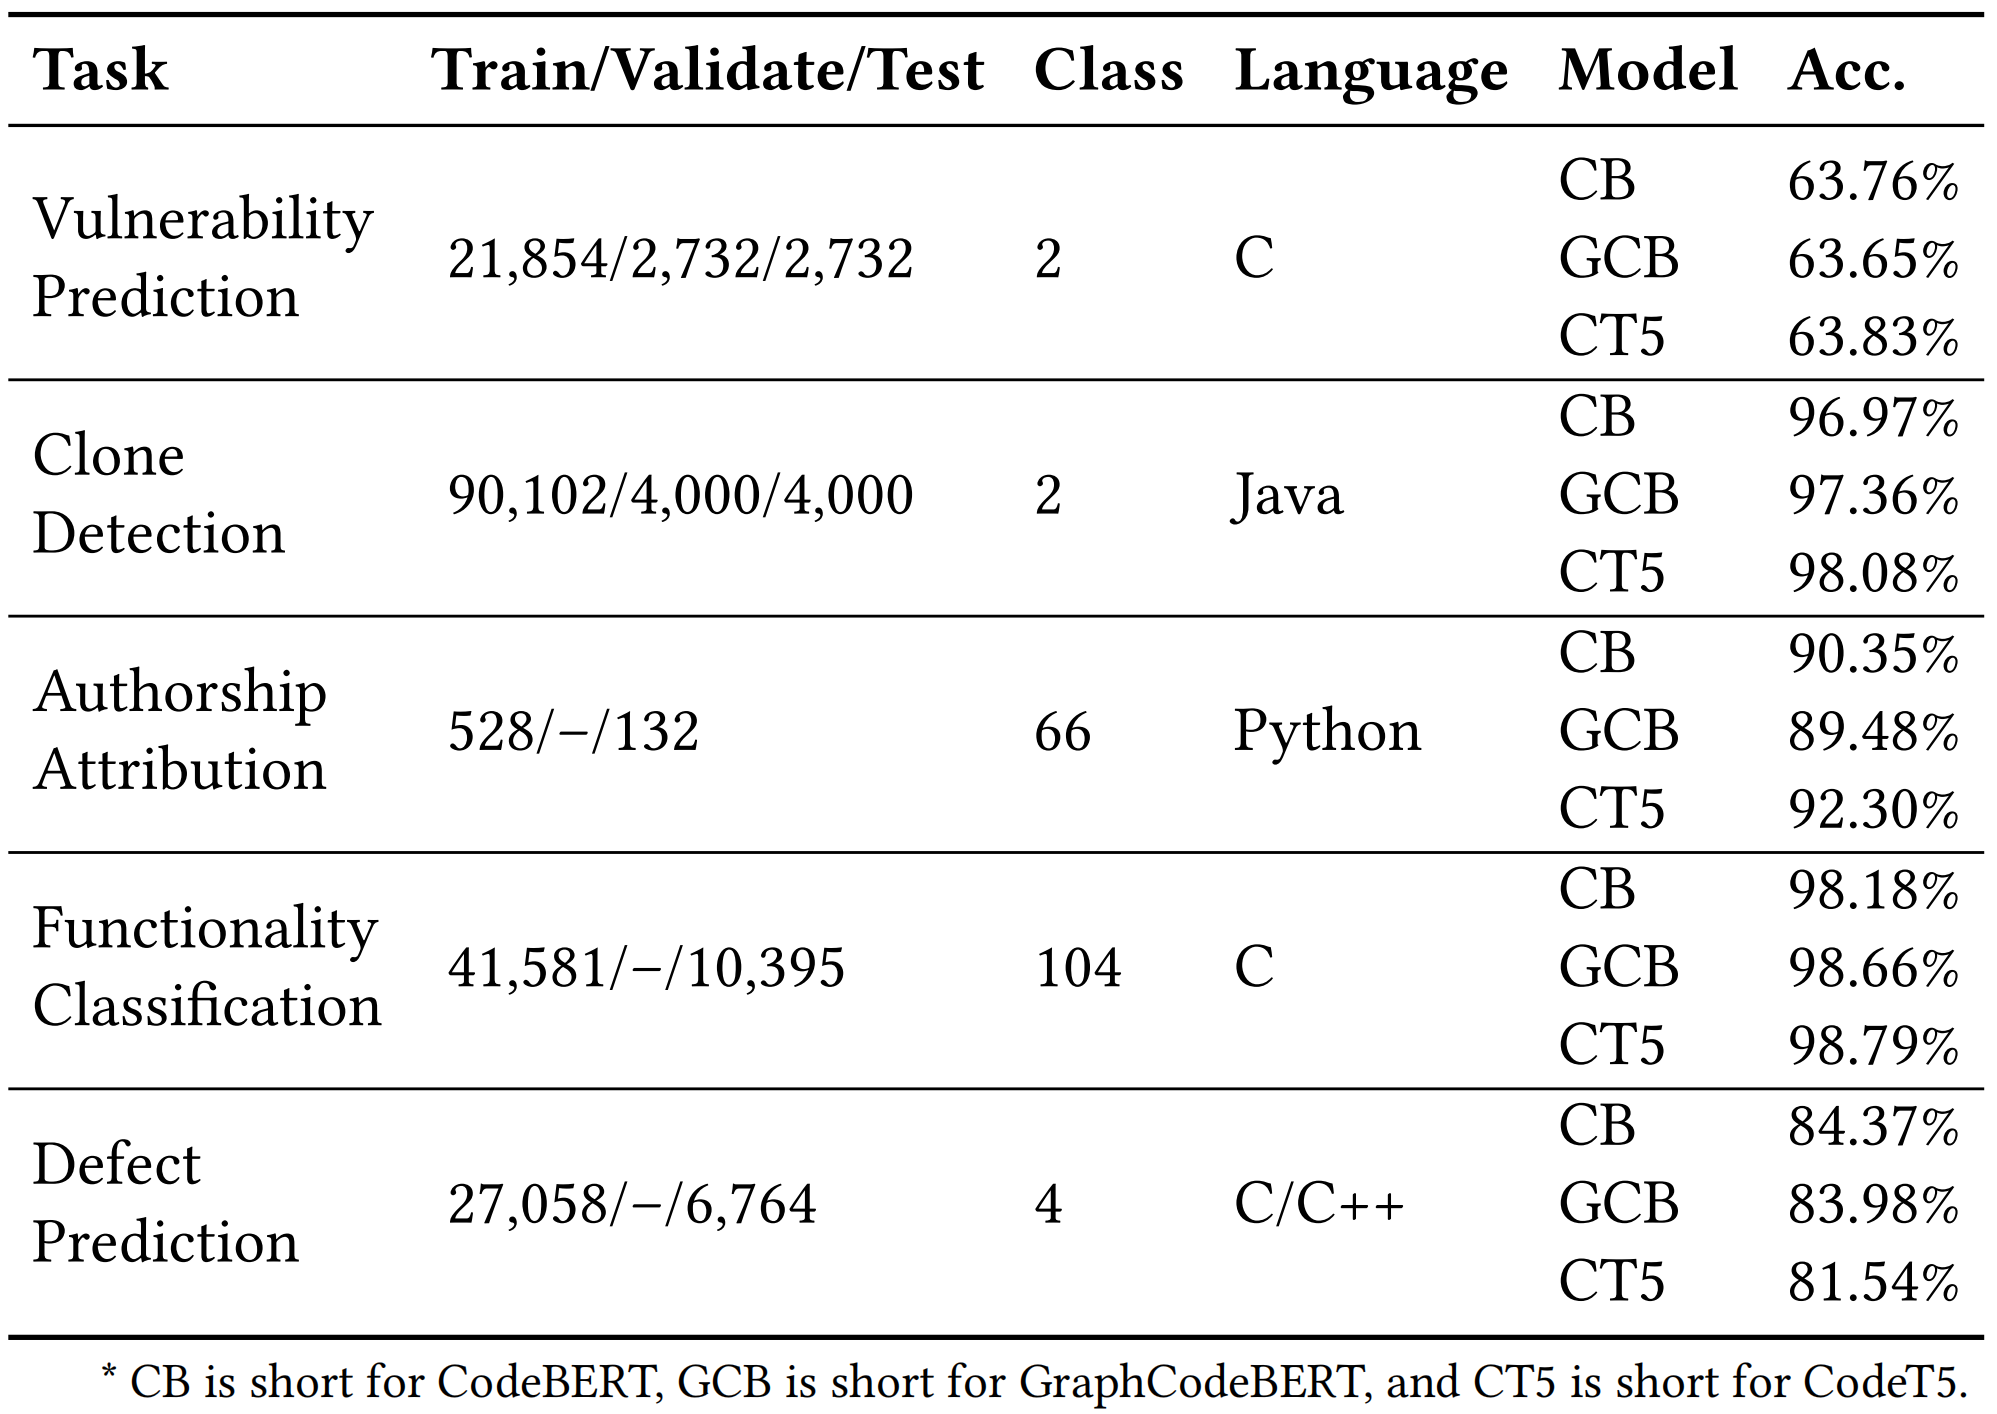 Task Train/Validate/Test Class Language Model Acc.
Vulnerability Prediction 21,854/2,732/2,732 2 C CB 63.76%
GCB 63.65%
CT5 63.83%
Clone Detection 90,102/4,000/4,000 2 Java CB 96.97%
GCB 97.36%
CT5 98.08%
Authorship Attribution 528/–/132 66 Python CB 90.35%
GCB 89.48%
CT5 92.30%
Functionality Classification 41,581/–/10,395 104 C CB 98.18%
GCB 98.66%
CT5 98.79%
Defect Prediction 27,058/–/6,764 4 C/C++ CB 84.37%
GCB 83.98%
CT5 81.54%
* CB is short for CodeBERT, GCB is short for GraphCodeBERT, and CT5 is short for CodeT5.